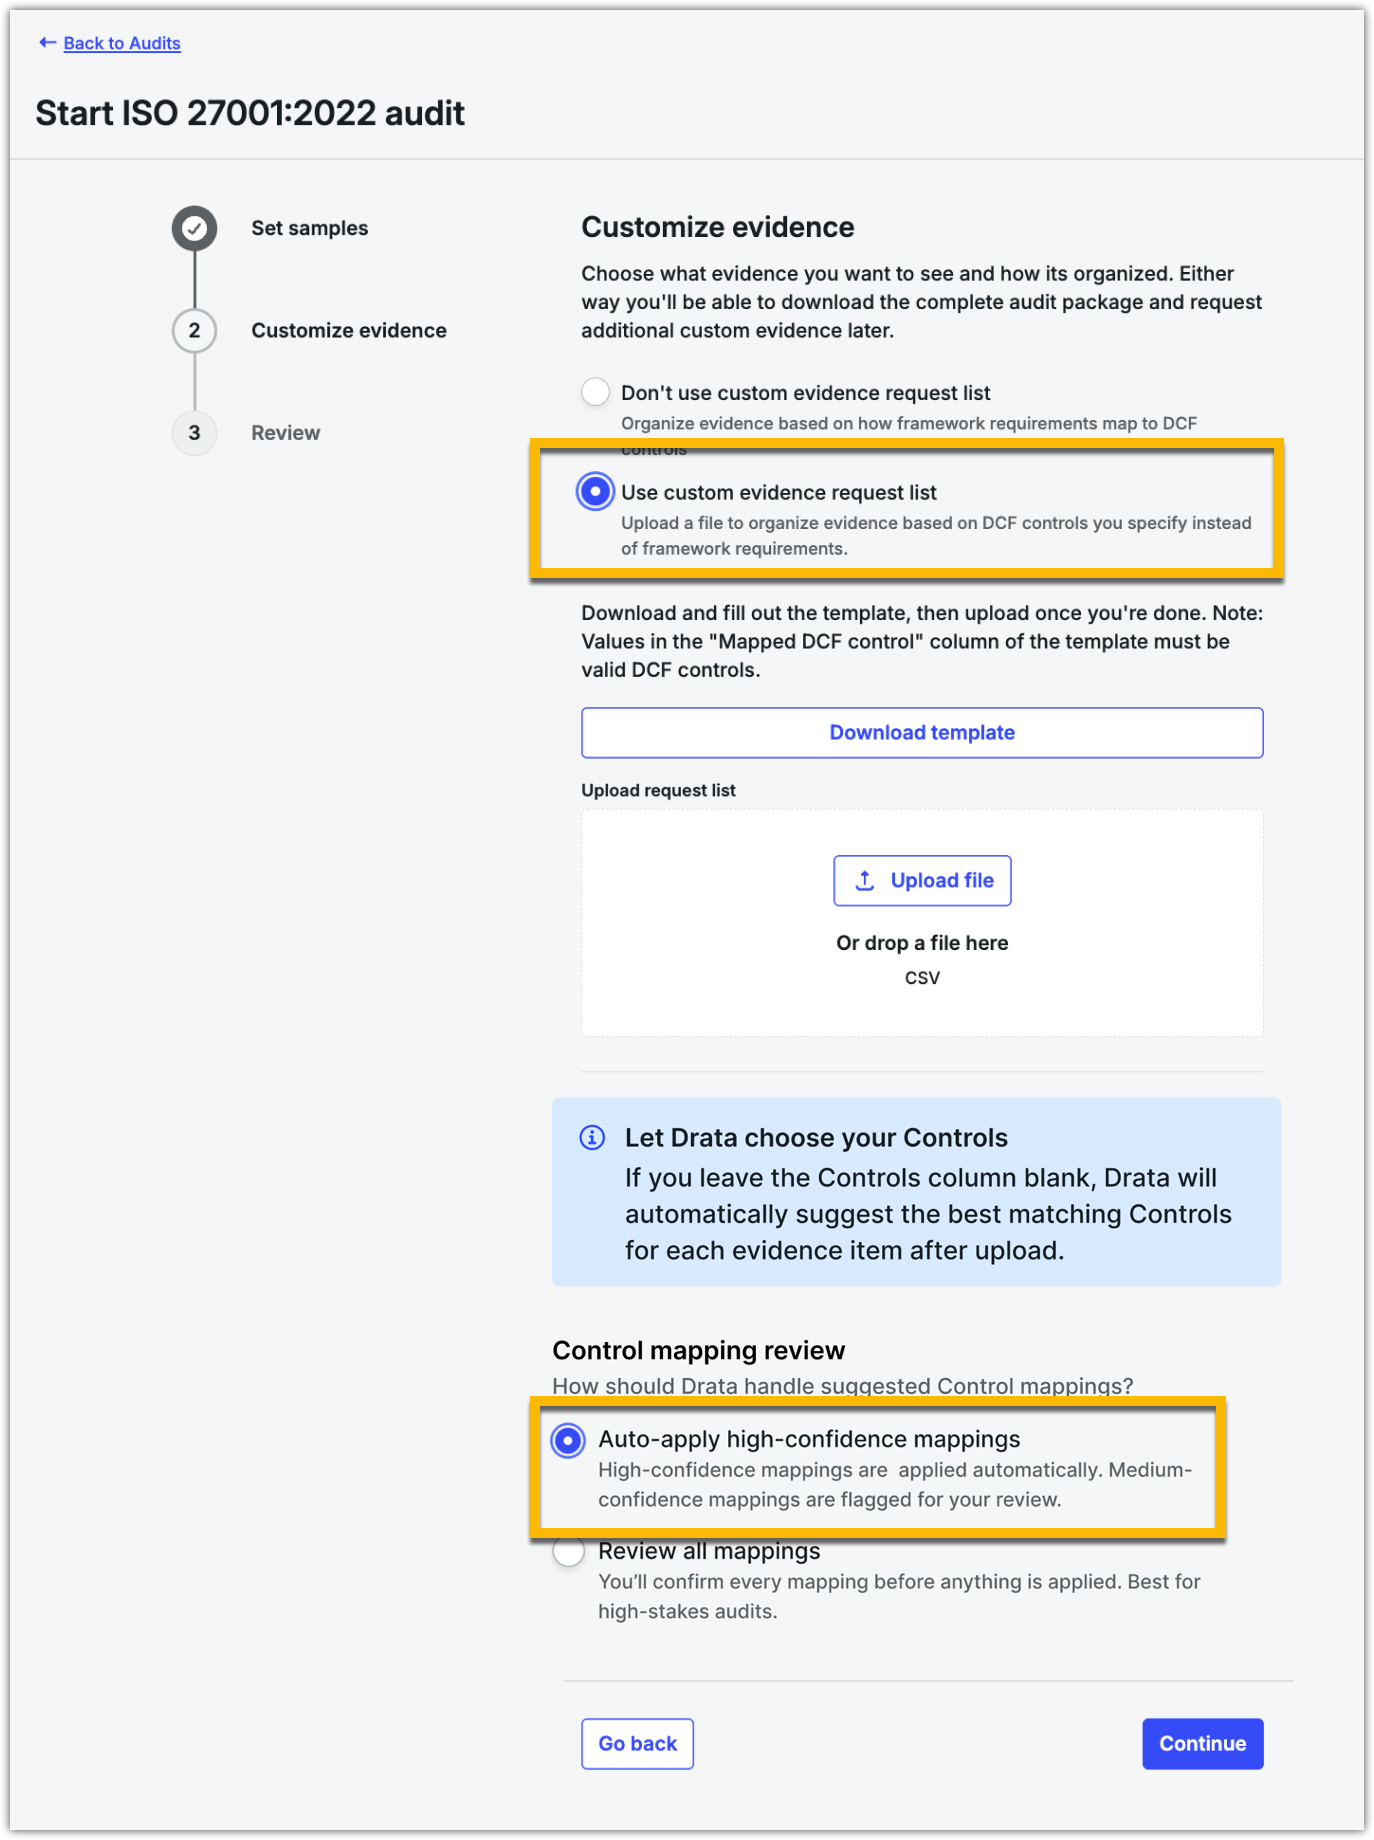 Back to Audits
Start ISO 27001:2022 audit
Set samples
2
Customize evidence
3
Review
Customize evidence
Choose what evidence you want to see and how its organized. Either
way you'll be able to download the complete audit package and request
additional custom evidence later.
Don't use custom evidence request list
Organize evidence based on how framework requirements map to DCF
controls
Use custom evidence request list
Upload a file to organize evidence based on DCF controls you specify instead
of framework requirements.
Download and fill out the template, then upload once you're done. Note:
Values in the "Mapped DCF control" column of the template must be
valid DCF controls.
Download template
Upload request list
Upload file
Or drop a file here
CSV
Let Drata choose your Controls
If you leave the Controls column blank, Drata will
automatically suggest the best matching Controls
for each evidence item after upload.
Control mapping review
How should Drata handle suggested Control mappings?
Auto-apply high-confidence mappings
High-confidence mappings are  applied automatically. Medium-
confidence mappings are flagged for your review.
Review all mappings
You’ll confirm every mapping before anything is applied. Best for
high-stakes audits.
Go back
Continue